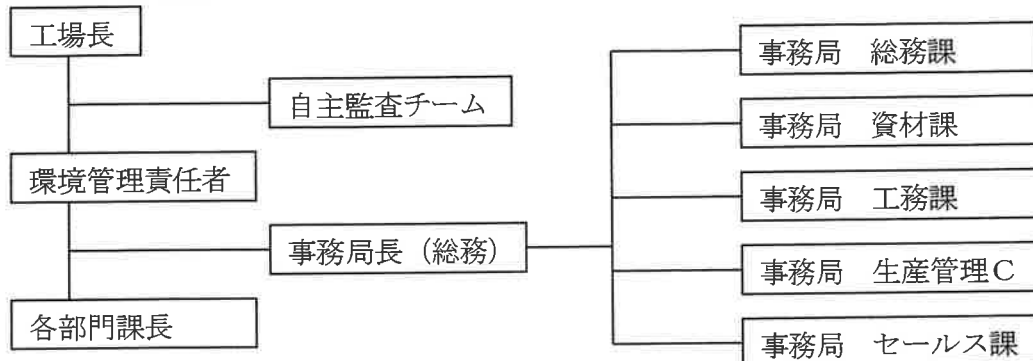 工場長
自主監査チーム
環境管理責任者
事務局長（総務）
各部門課長
事務局　総務課
事務局　資材課
事務局　工務課
事務局　生産管理C
事務局　セールス課